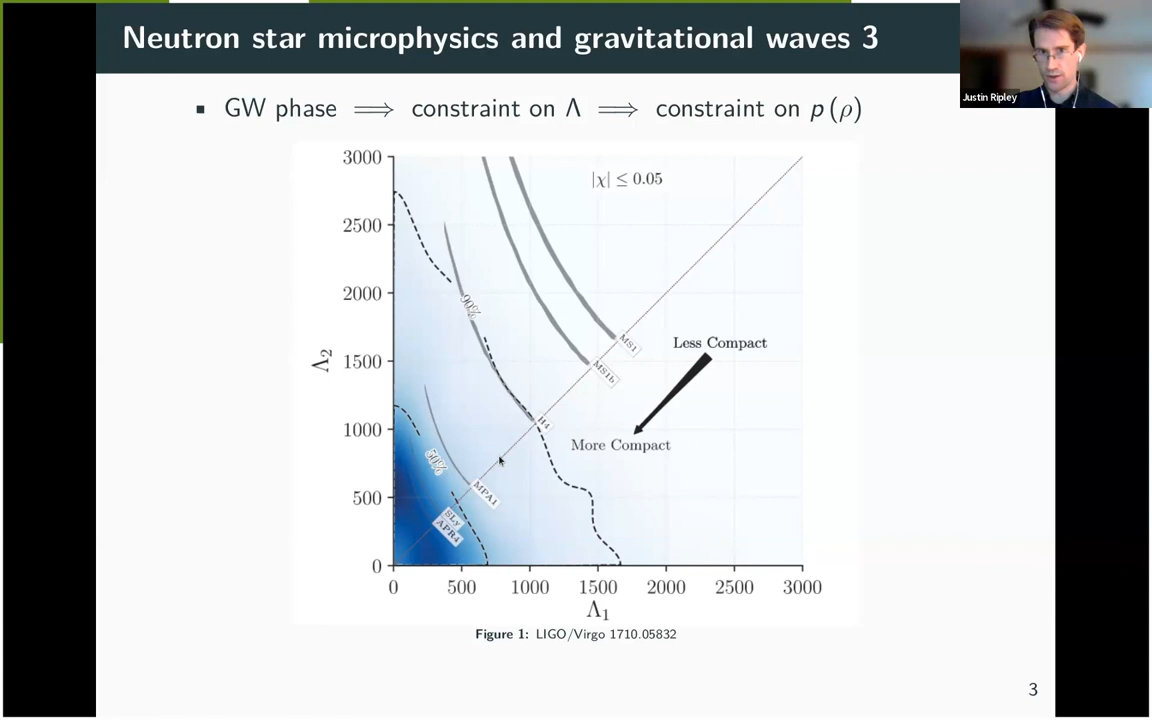 Neutron star microphysics and gravitational waves 3
Justin Ripley
▪ GW phase ⟹ constraint on Λ ⟹ constraint on p(ρ)
3000
|χ| ≤ 0.05
2500
2000
90%
Λ₂
1500
MS1
Less Compact
MS1b
1000
H4
More Compact
50%
500
MPA1
SLy
APR4
0
0 500 1000 1500 2000 2500 3000
Λ₁
Figure 1: LIGO/Virgo 1710.05832
3